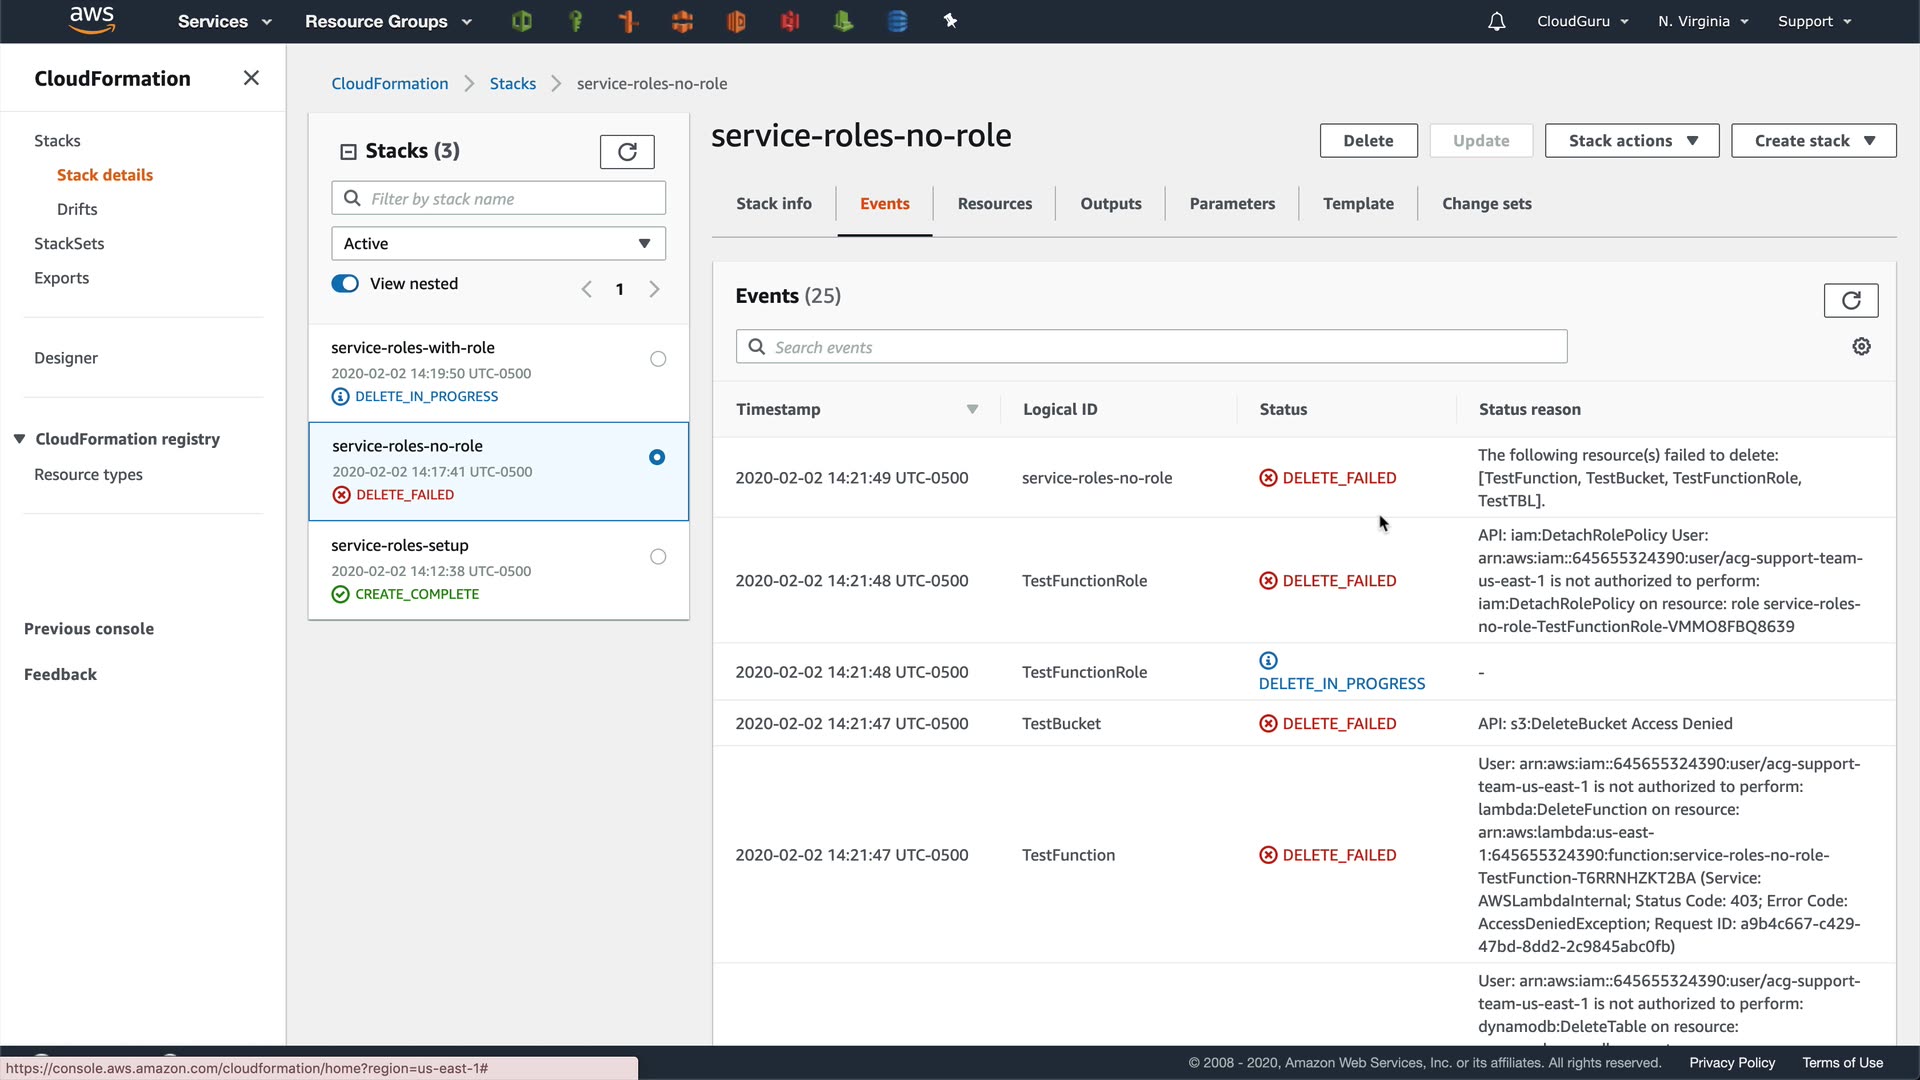 aws
Services
Resource Groups
CloudGuru
N. Virginia
Support
CloudFormation
Stacks
Stack details
Drifts
StackSets
Exports
Designer
CloudFormation registry
Resource types
Previous console
Feedback
CloudFormation
Stacks
service-roles-no-role
Stacks (3)
Filter by stack name
Active
View nested
1
service-roles-with-role
2020-02-02 14:19:50 UTC-0500
DELETE_IN_PROGRESS
service-roles-no-role
2020-02-02 14:17:41 UTC-0500
DELETE_FAILED
service-roles-setup
2020-02-02 14:12:38 UTC-0500
CREATE_COMPLETE
service-roles-no-role
Delete
Update
Stack actions
Create stack
Stack info
Events
Resources
Outputs
Parameters
Template
Change sets
Events (25)
Search events
Timestamp
Logical ID
Status
Status reason
2020-02-02 14:21:49 UTC-0500
service-roles-no-role
DELETE_FAILED
The following resource(s) failed to delete:
[TestFunction, TestBucket, TestFunctionRole,
TestTBL].
2020-02-02 14:21:48 UTC-0500
TestFunctionRole
DELETE_FAILED
API: iam:DetachRolePolicy User:
arn:aws:iam::645655324390:user/acg-support-team-
us-east-1 is not authorized to perform:
iam:DetachRolePolicy on resource: role service-roles-
no-role-TestFunctionRole-VMMO8FBQ8639
2020-02-02 14:21:48 UTC-0500
TestFunctionRole
DELETE_IN_PROGRESS
-
2020-02-02 14:21:47 UTC-0500
TestBucket
DELETE_FAILED
API: s3:DeleteBucket Access Denied
2020-02-02 14:21:47 UTC-0500
TestFunction
DELETE_FAILED
User: arn:aws:iam::645655324390:user/acg-support-
team-us-east-1 is not authorized to perform:
lambda:DeleteFunction on resource:
arn:aws:lambda:us-east-
1:645655324390:function:service-roles-no-role-
TestFunction-T6RRNHZKT2BA (Service:
AWSLambdaInternal; Status Code: 403; Error Code:
AccessDeniedException; Request ID: a9b4c667-c429-
47bd-8dd2-2c9845abc0fb)
User: arn:aws:iam::645655324390:user/acg-support-
team-us-east-1 is not authorized to perform:
dynamodb:DeleteTable on resource:
https://console.aws.amazon.com/cloudformation/home?region=us-east-1#
© 2008 - 2020, Amazon Web Services, Inc. or its affiliates. All rights reserved.
Privacy Policy
Terms of Use